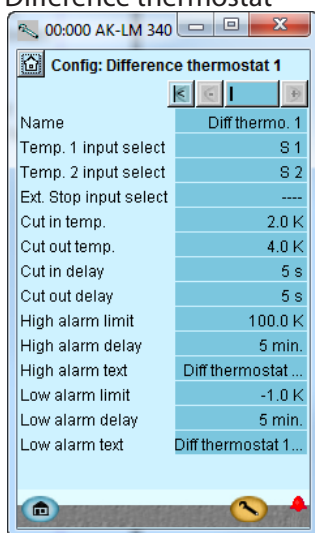 Difference thermostat
00:000 AK-LM 340
Config: Difference thermostat 1
Name Diff thermo. 1
Temp. 1 input select S 1
Temp. 2 input select S 2
Ext. Stop input select ----
Cut in temp. 2.0 K
Cut out temp. 4.0 K
Cut in delay 5 s
Cut out delay 5 s
High alarm limit 100.0 K
High alarm delay 5 min.
High alarm text Diff thermostat ...
Low alarm limit -1.0 K
Low alarm delay 5 min.
Low alarm text Diff thermostat 1...